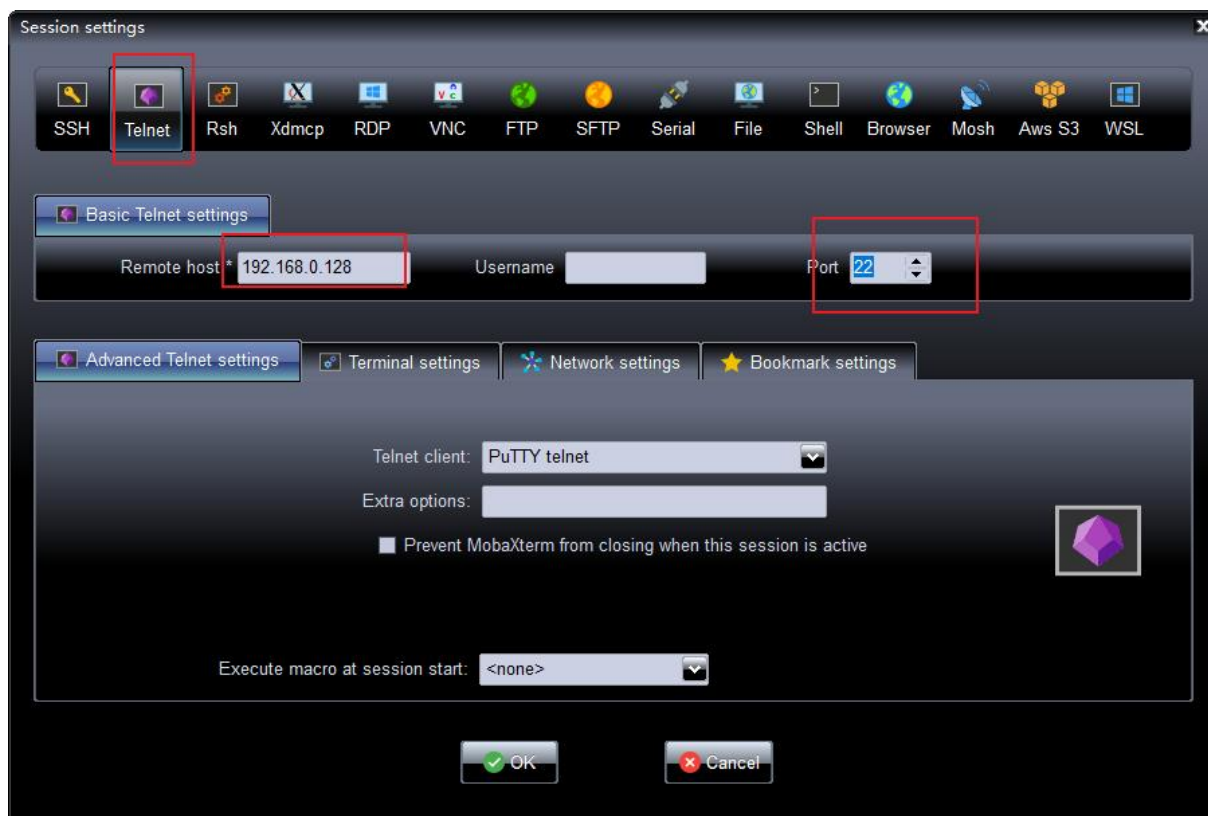 Session settings
SSH Telnet Rsh Xdmcp RDP VNC FTP SFTP Serial File Shell Browser Mosh Aws S3 WSL
Basic Telnet settings
Remote host * 192.168.0.128 Username Port 22
Advanced Telnet settings Terminal settings Network settings Bookmark settings
Telnet client: PuTTY telnet
Extra options:
Prevent MobaXterm from closing when this session is active
Execute macro at session start: <none>
OK Cancel